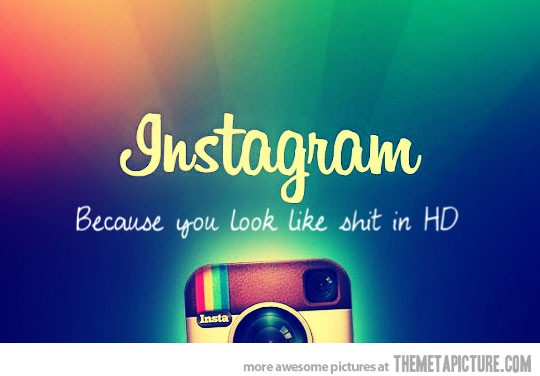 Instagram
Because you look like shit in HD
Insta
more awesome pictures at THEMETAPICTURE.COM